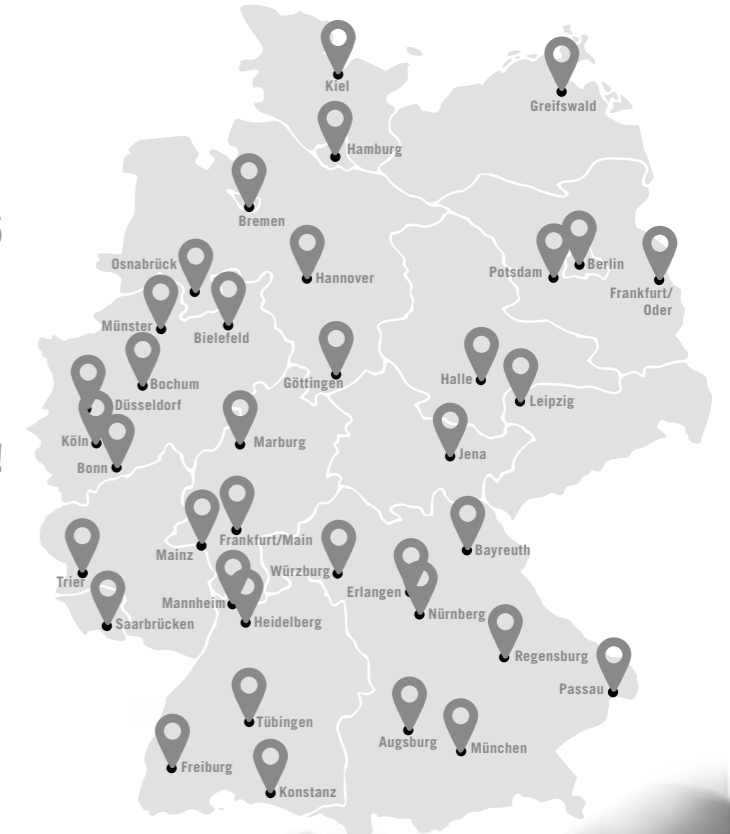 Kiel
Greifswald
Hamburg
Bremen
Osnabrück
Hannover
Potsdam
Berlin
Frankfurt/
Oder
Münster
Bielefeld
Bochum
Göttingen
Halle
Düsseldorf
Leipzig
Köln
Marburg
Jena
Bonn
Frankfurt/Main
Mainz
Bayreuth
Würzburg
Trier
Erlangen
Mannheim
Nürnberg
Saarbrücken
Heidelberg
Regensburg
Passau
Tübingen
Augsburg
München
Freiburg
Konstanz